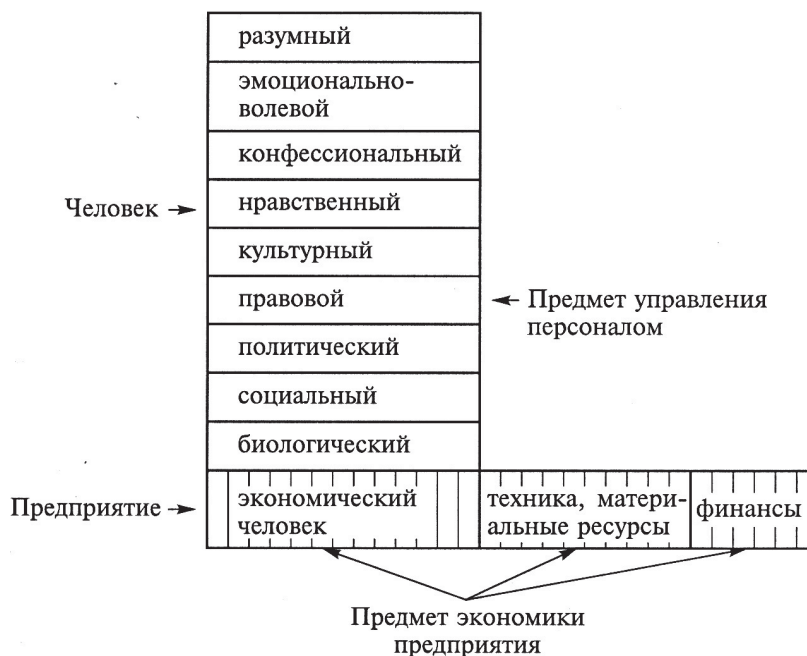 разумный
эмоционально-
волевой
конфессиональный
Человек
нравственный
культурный
правовой
Предмет управления
персоналом
политический
социальный
биологический
Предприятие
экономический
человек
техника, матери-
альные ресурсы
финансы
Предмет экономики
предприятия